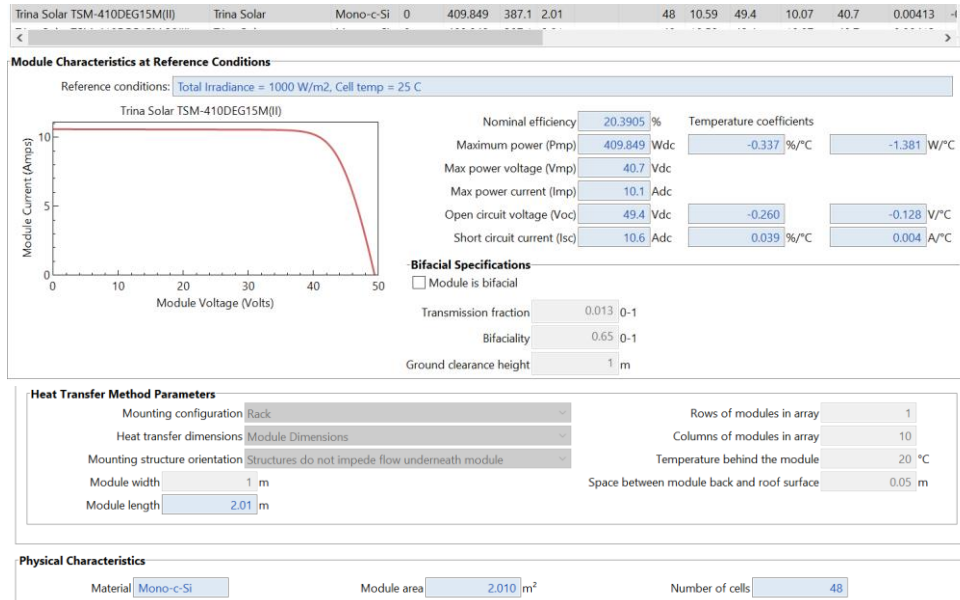 Trina Solar TSM-410DEG15M(II) Trina Solar Mono-c-Si 0 409.849 387.1 2.01 48 10.59 49.4 10.07 40.7 0.00413
Module Characteristics at Reference Conditions
Reference conditions: Total Irradiance = 1000 W/m2, Cell temp = 25 C
Trina Solar TSM-410DEG15M(II)
Module Current (Amps)
10
5
0
0 10 20 30 40 50
Module Voltage (Volts)
Nominal efficiency 20.3905 % Temperature coefficients
Maximum power (Pmp) 409.849 Wdc -0.337 %/°C -1.381 W/°C
Max power voltage (Vmp) 40.7 Vdc
Max power current (Imp) 10.1 Adc
Open circuit voltage (Voc) 49.4 Vdc -0.260 -0.128 V/°C
Short circuit current (Isc) 10.6 Adc 0.039 %/°C 0.004 A/°C
Bifacial Specifications
Module is bifacial
Transmission fraction 0.013 0-1
Bifaciality 0.65 0-1
Ground clearance height 1 m
Heat Transfer Method Parameters
Mounting configuration Rack Rows of modules in array 1
Heat transfer dimensions Module Dimensions Columns of modules in array 10
Mounting structure orientation Structures do not impede flow underneath module Temperature behind the module 20 °C
Module width 1 m Space between module back and roof surface 0.05 m
Module length 2.01 m
Physical Characteristics
Material Mono-c-Si Module area 2.010 m² Number of cells 48